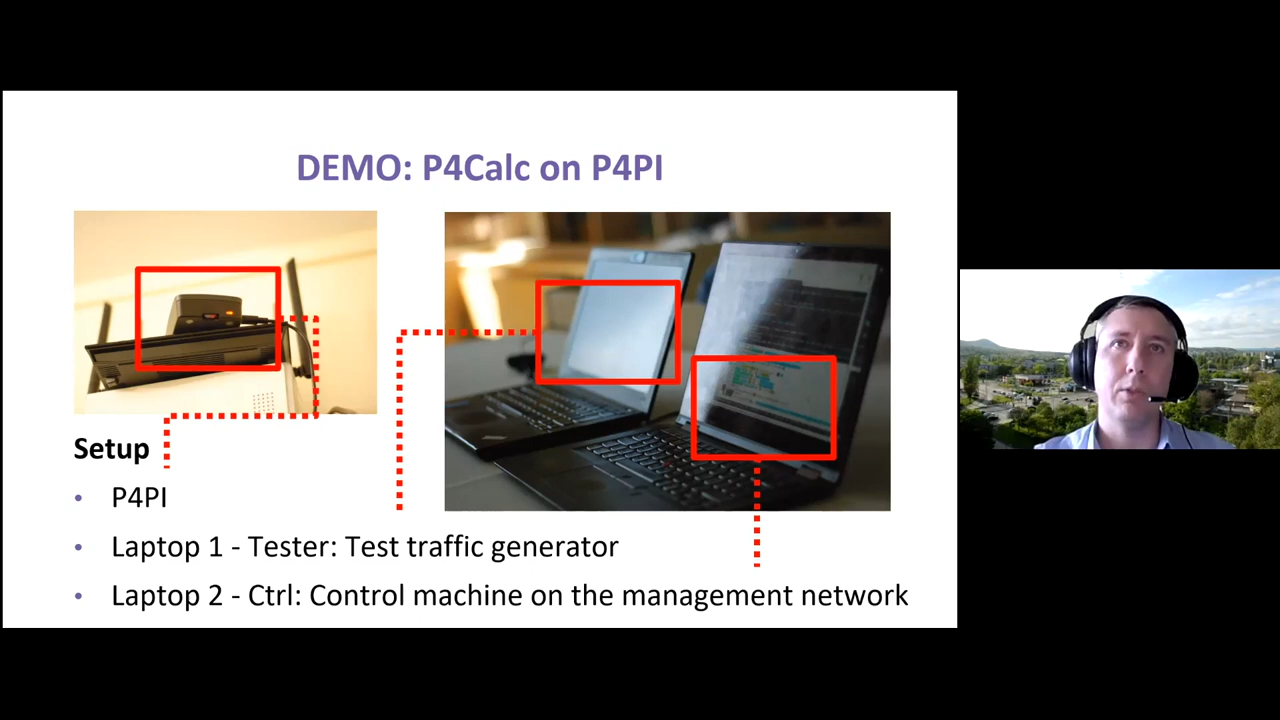 DEMO: P4Calc on P4PI
Setup
• P4PI
• Laptop 1 - Tester: Test traffic generator
• Laptop 2 - Ctrl: Control machine on the management network